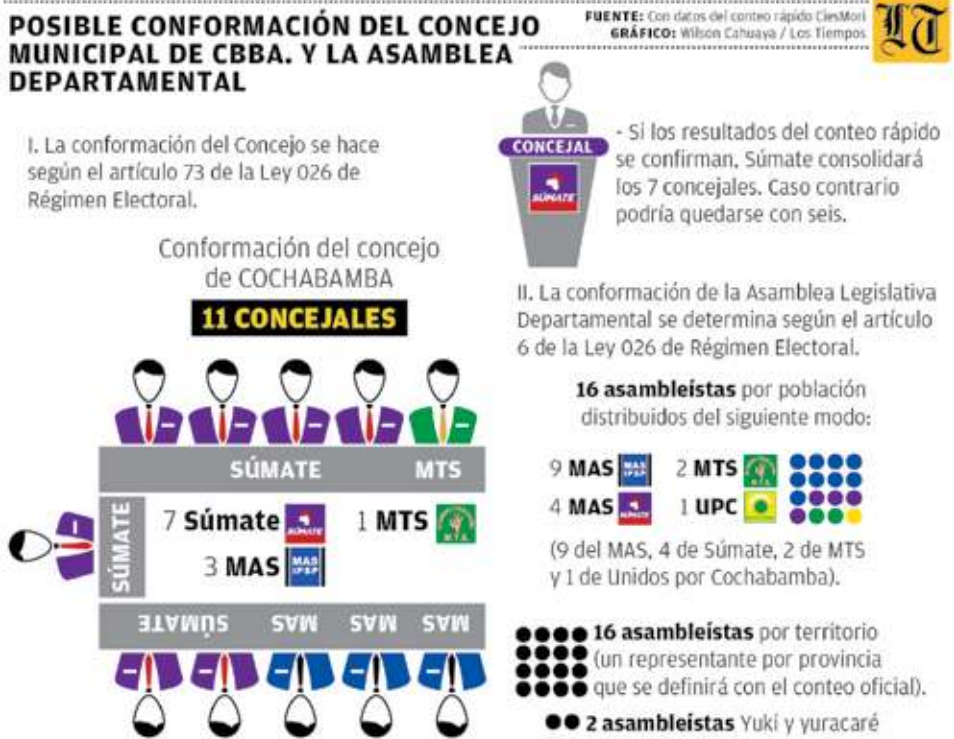 POSIBLE CONFORMACIÓN DEL CONCEJO
MUNICIPAL DE CBBA. Y LA ASAMBLEA
DEPARTAMENTAL
FUENTE: Con datos del conteo rápido CiesMori
GRÁFICO: Wilson Cahuaya / Los Tiempos
LT
I. La conformación del Concejo se hace
según el artículo 73 de la Ley 026 de
Régimen Electoral.
CONCEJAL
SÚMATE
- Si los resultados del conteo rápido
se confirman, Súmate consolidará
los 7 concejales. Caso contrario
podría quedarse con seis.
Conformación del concejo
de COCHABAMBA
11 CONCEJALES
SÚMATE MTS
SÚMATE
7 Súmate SÚMATE 1 MTS M.T.S.
3 MAS MAS IPSP
SÚMATE MAS MAS MAS
II. La conformación de la Asamblea Legislativa
Departamental se determina según el artículo
6 de la Ley 026 de Régimen Electoral.
16 asambleístas por población
distribuidos del siguiente modo:
9 MAS MAS IPSP 2 MTS M.T.S.
4 MAS SÚMATE 1 UPC
(9 del MAS, 4 de Súmate, 2 de MTS
y 1 de Unidos por Cochabamba).
16 asambleístas por territorio
(un representante por provincia
que se definirá con el conteo oficial).
2 asambleístas Yuki y yuracaré